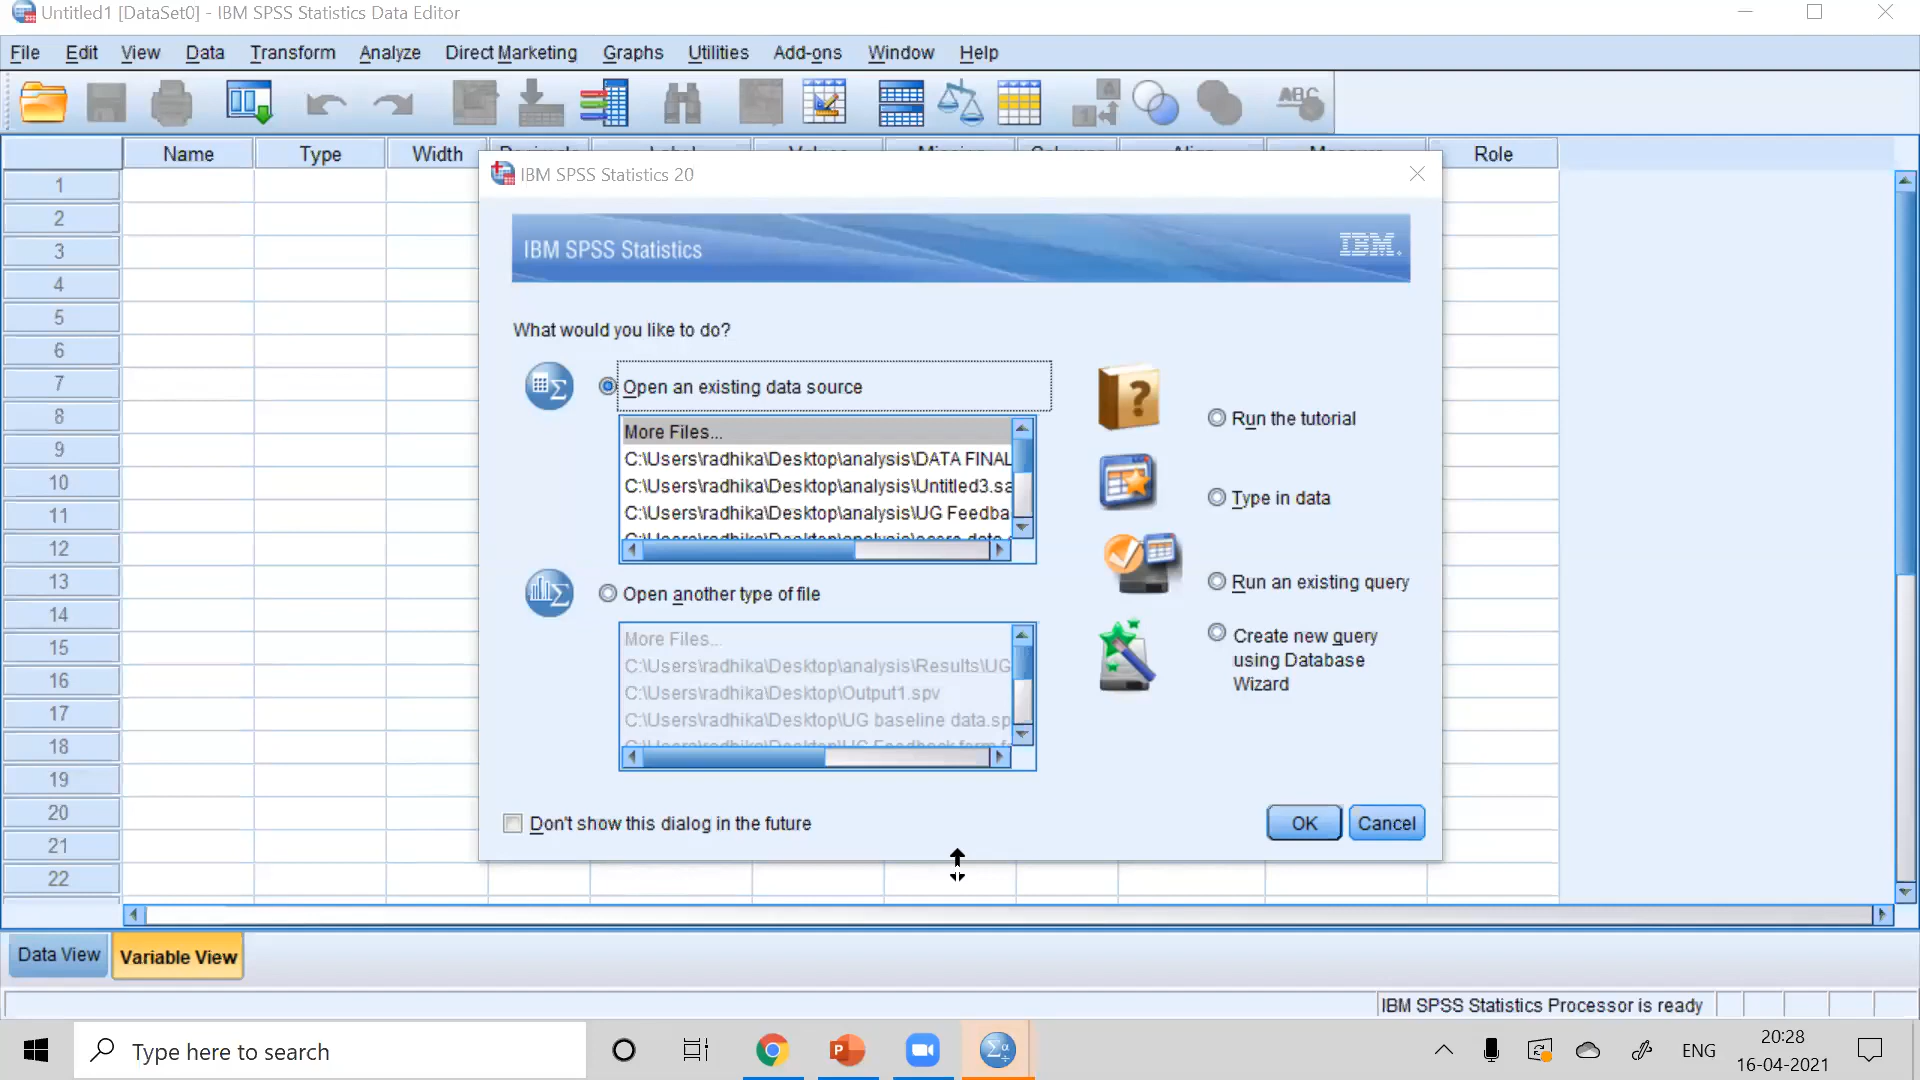 Untitled1 [DataSet0] - IBM SPSS Statistics Data Editor
File Edit View Data Transform Analyze Direct Marketing Graphs Utilities Add-ons Window Help
A
a 1
ABC
Name Type Width Role
IBM SPSS Statistics 20
IBM SPSS Statistics IBM.
What would you like to do?
Open an existing data source
More Files...
C:\Users\radhika\Desktop\analysis\DATA FINAL
C:\Users\radhika\Desktop\analysis\Untitled3.sa
C:\Users\radhika\Desktop\analysis\UG Feedba
Open another type of file
More Files...
C:\Users\radhika\Desktop\analysis\Results\UG
C:\Users\radhika\Desktop\Output1.spv
C:\Users\radhika\Desktop\UG baseline data.sp
Run the tutorial
Type in data
Run an existing query
Create new query
using Database
Wizard
Don't show this dialog in the future
OK Cancel
1
2
3
4
5
6
7
8
9
10
11
12
13
14
15
16
17
18
19
20
21
22
Data View Variable View
IBM SPSS Statistics Processor is ready
Type here to search
ENG
20:28
16-04-2021